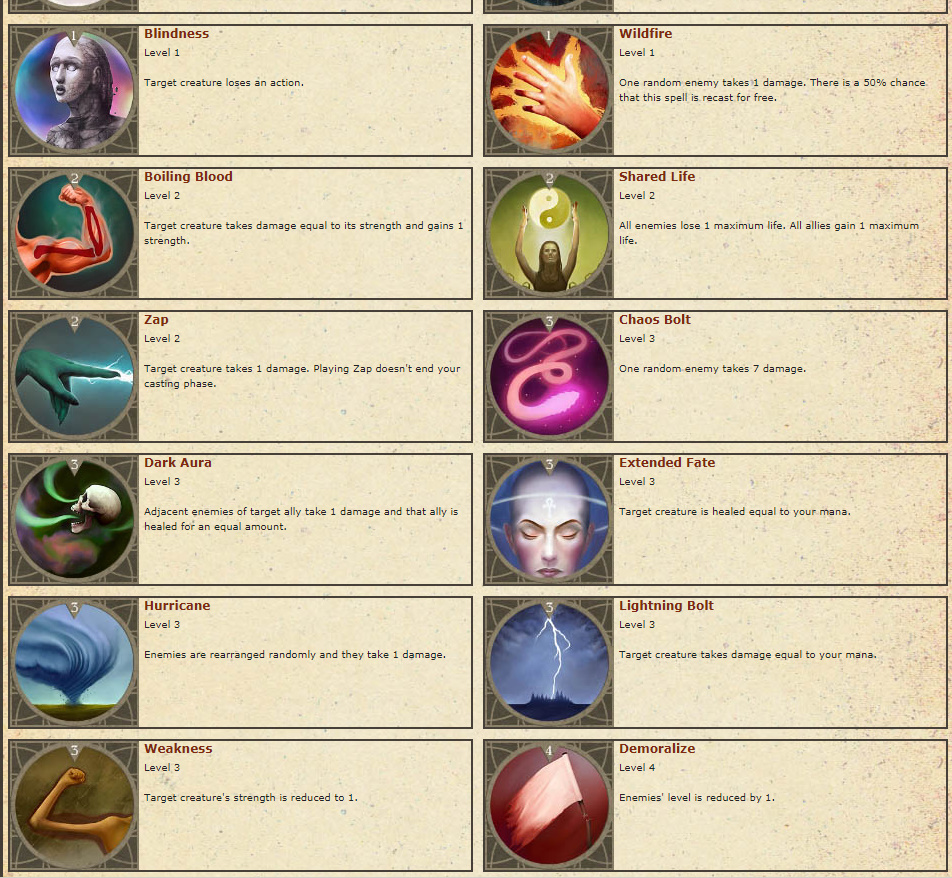 1
Blindness
Level 1
Target creature loses an action.
1
Wildfire
Level 1
One random enemy takes 1 damage. There is a 50% chance
that this spell is recast for free.
2
Boiling Blood
Level 2
Target creature takes damage equal to its strength and gains 1
strength.
2
Shared Life
Level 2
All enemies lose 1 maximum life. All allies gain 1 maximum
life.
2
Zap
Level 2
Target creature takes 1 damage. Playing Zap doesn't end your
casting phase.
3
Chaos Bolt
Level 3
One random enemy takes 7 damage.
3
Dark Aura
Level 3
Adjacent enemies of target ally take 1 damage and that ally is
healed for an equal amount.
3
Extended Fate
Level 3
Target creature is healed equal to your mana.
3
Hurricane
Level 3
Enemies are rearranged randomly and they take 1 damage.
3
Lightning Bolt
Level 3
Target creature takes damage equal to your mana.
3
Weakness
Level 3
Target creature's strength is reduced to 1.
4
Demoralize
Level 4
Enemies' level is reduced by 1.